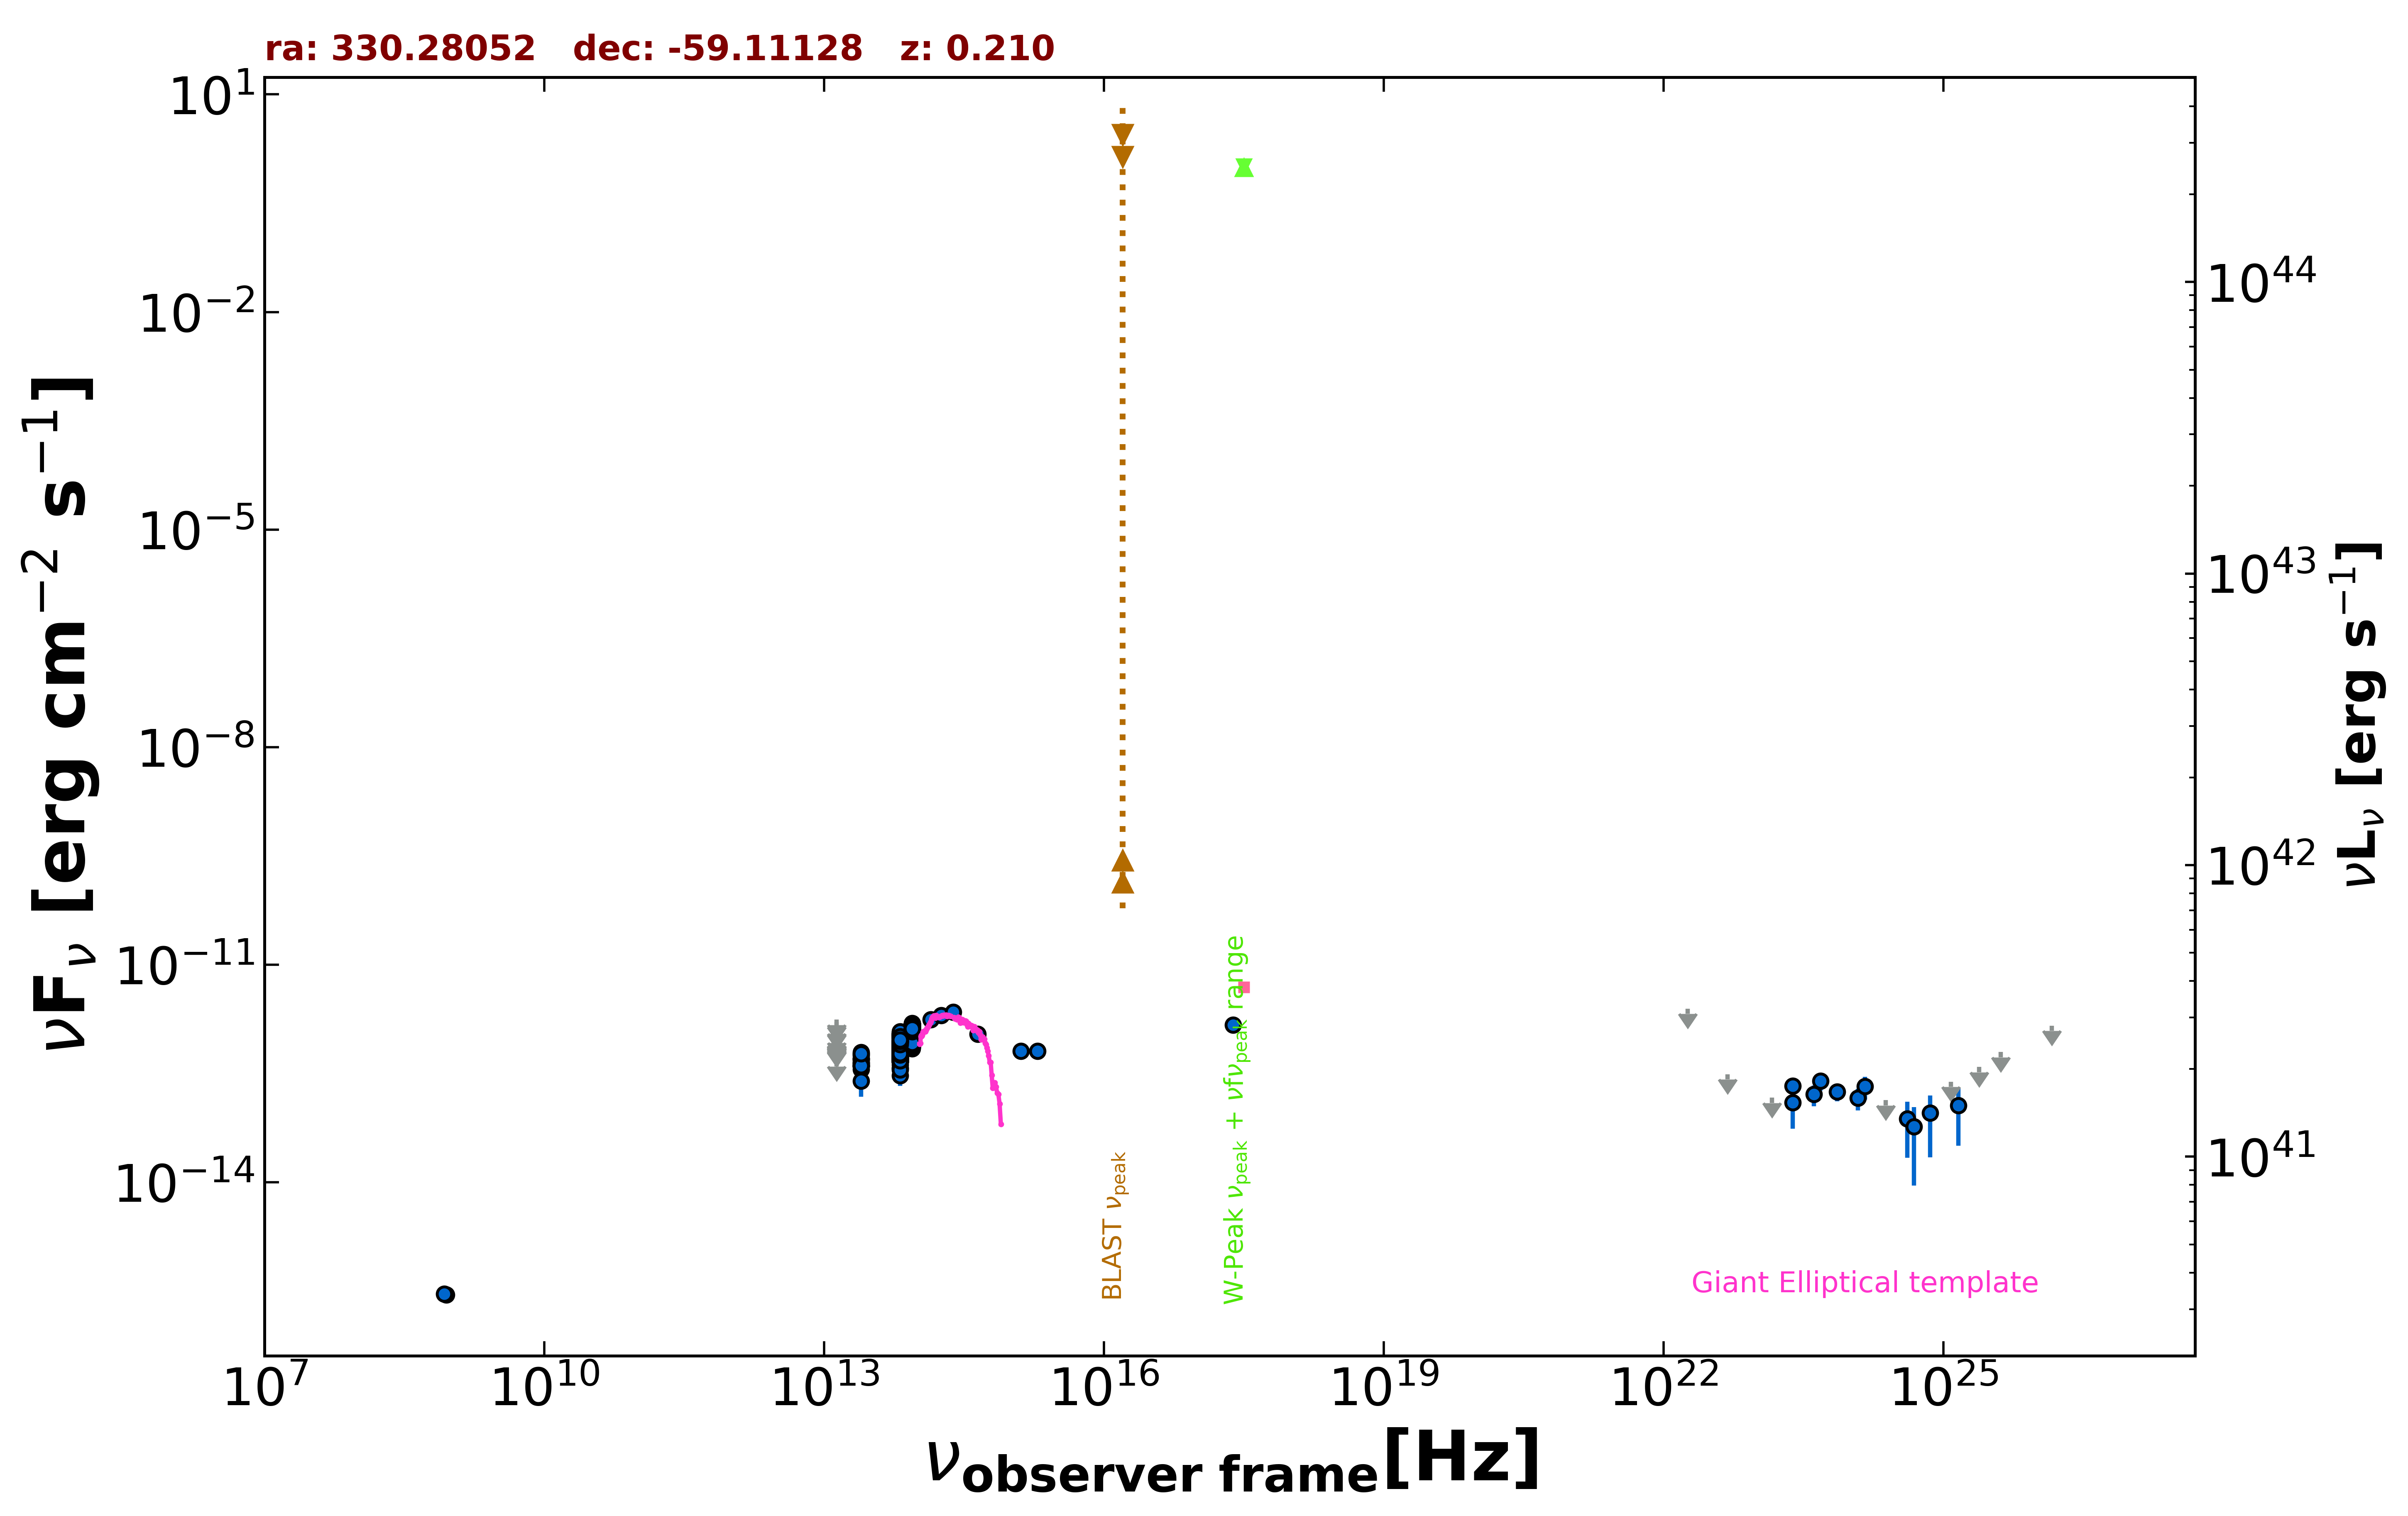 ra: 330.28052 dec: -59.11128 z: 0.210
10^1
10^-2
10^-5
10^-8
10^-11
10^-14
νF_ν [erg cm^-2 s^-1]
10^44
10^43
10^42
10^41
νL_ν [erg s^-1]
BLAST ν_peak
W-Peak ν_peak + νfν_peak range
Giant Elliptical template
10^7 10^10 10^13 10^16 10^19 10^22 10^25
ν_observer frame[Hz]